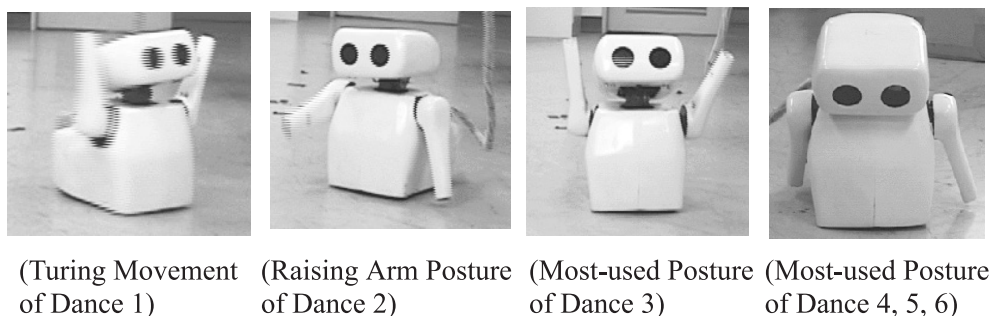 (Turing Movement
of Dance 1)
(Raising Arm Posture
of Dance 2)
(Most-used Posture
of Dance 3)
(Most-used Posture
of Dance 4, 5, 6)